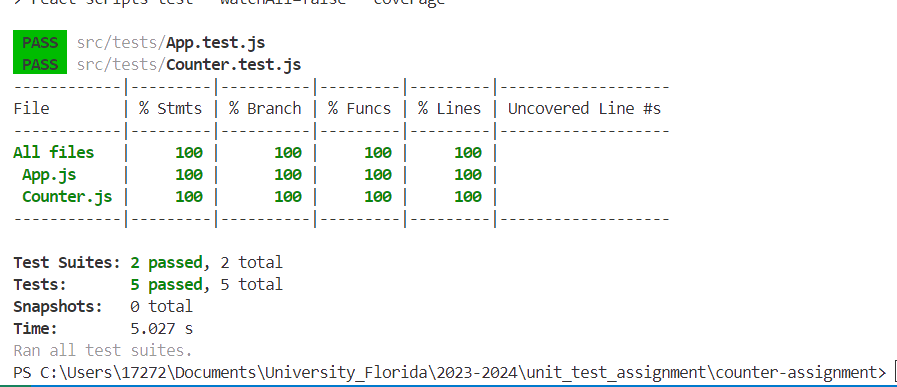 > react-scripts test --watchAll=false --coverage
PASS src/tests/App.test.js
PASS src/tests/Counter.test.js
------------|---------|----------|---------|---------|-------------------
File        | % Stmts | % Branch | % Funcs | % Lines | Uncovered Line #s
------------|---------|----------|---------|---------|-------------------
All files   |     100 |      100 |     100 |     100 |
 App.js     |     100 |      100 |     100 |     100 |
 Counter.js |     100 |      100 |     100 |     100 |
------------|---------|----------|---------|---------|-------------------
Test Suites: 2 passed, 2 total
Tests:       5 passed, 5 total
Snapshots:   0 total
Time:        5.027 s
Ran all test suites.
PS C:\Users\17272\Documents\University_Florida\2023-2024\unit_test_assignment\counter-assignment>